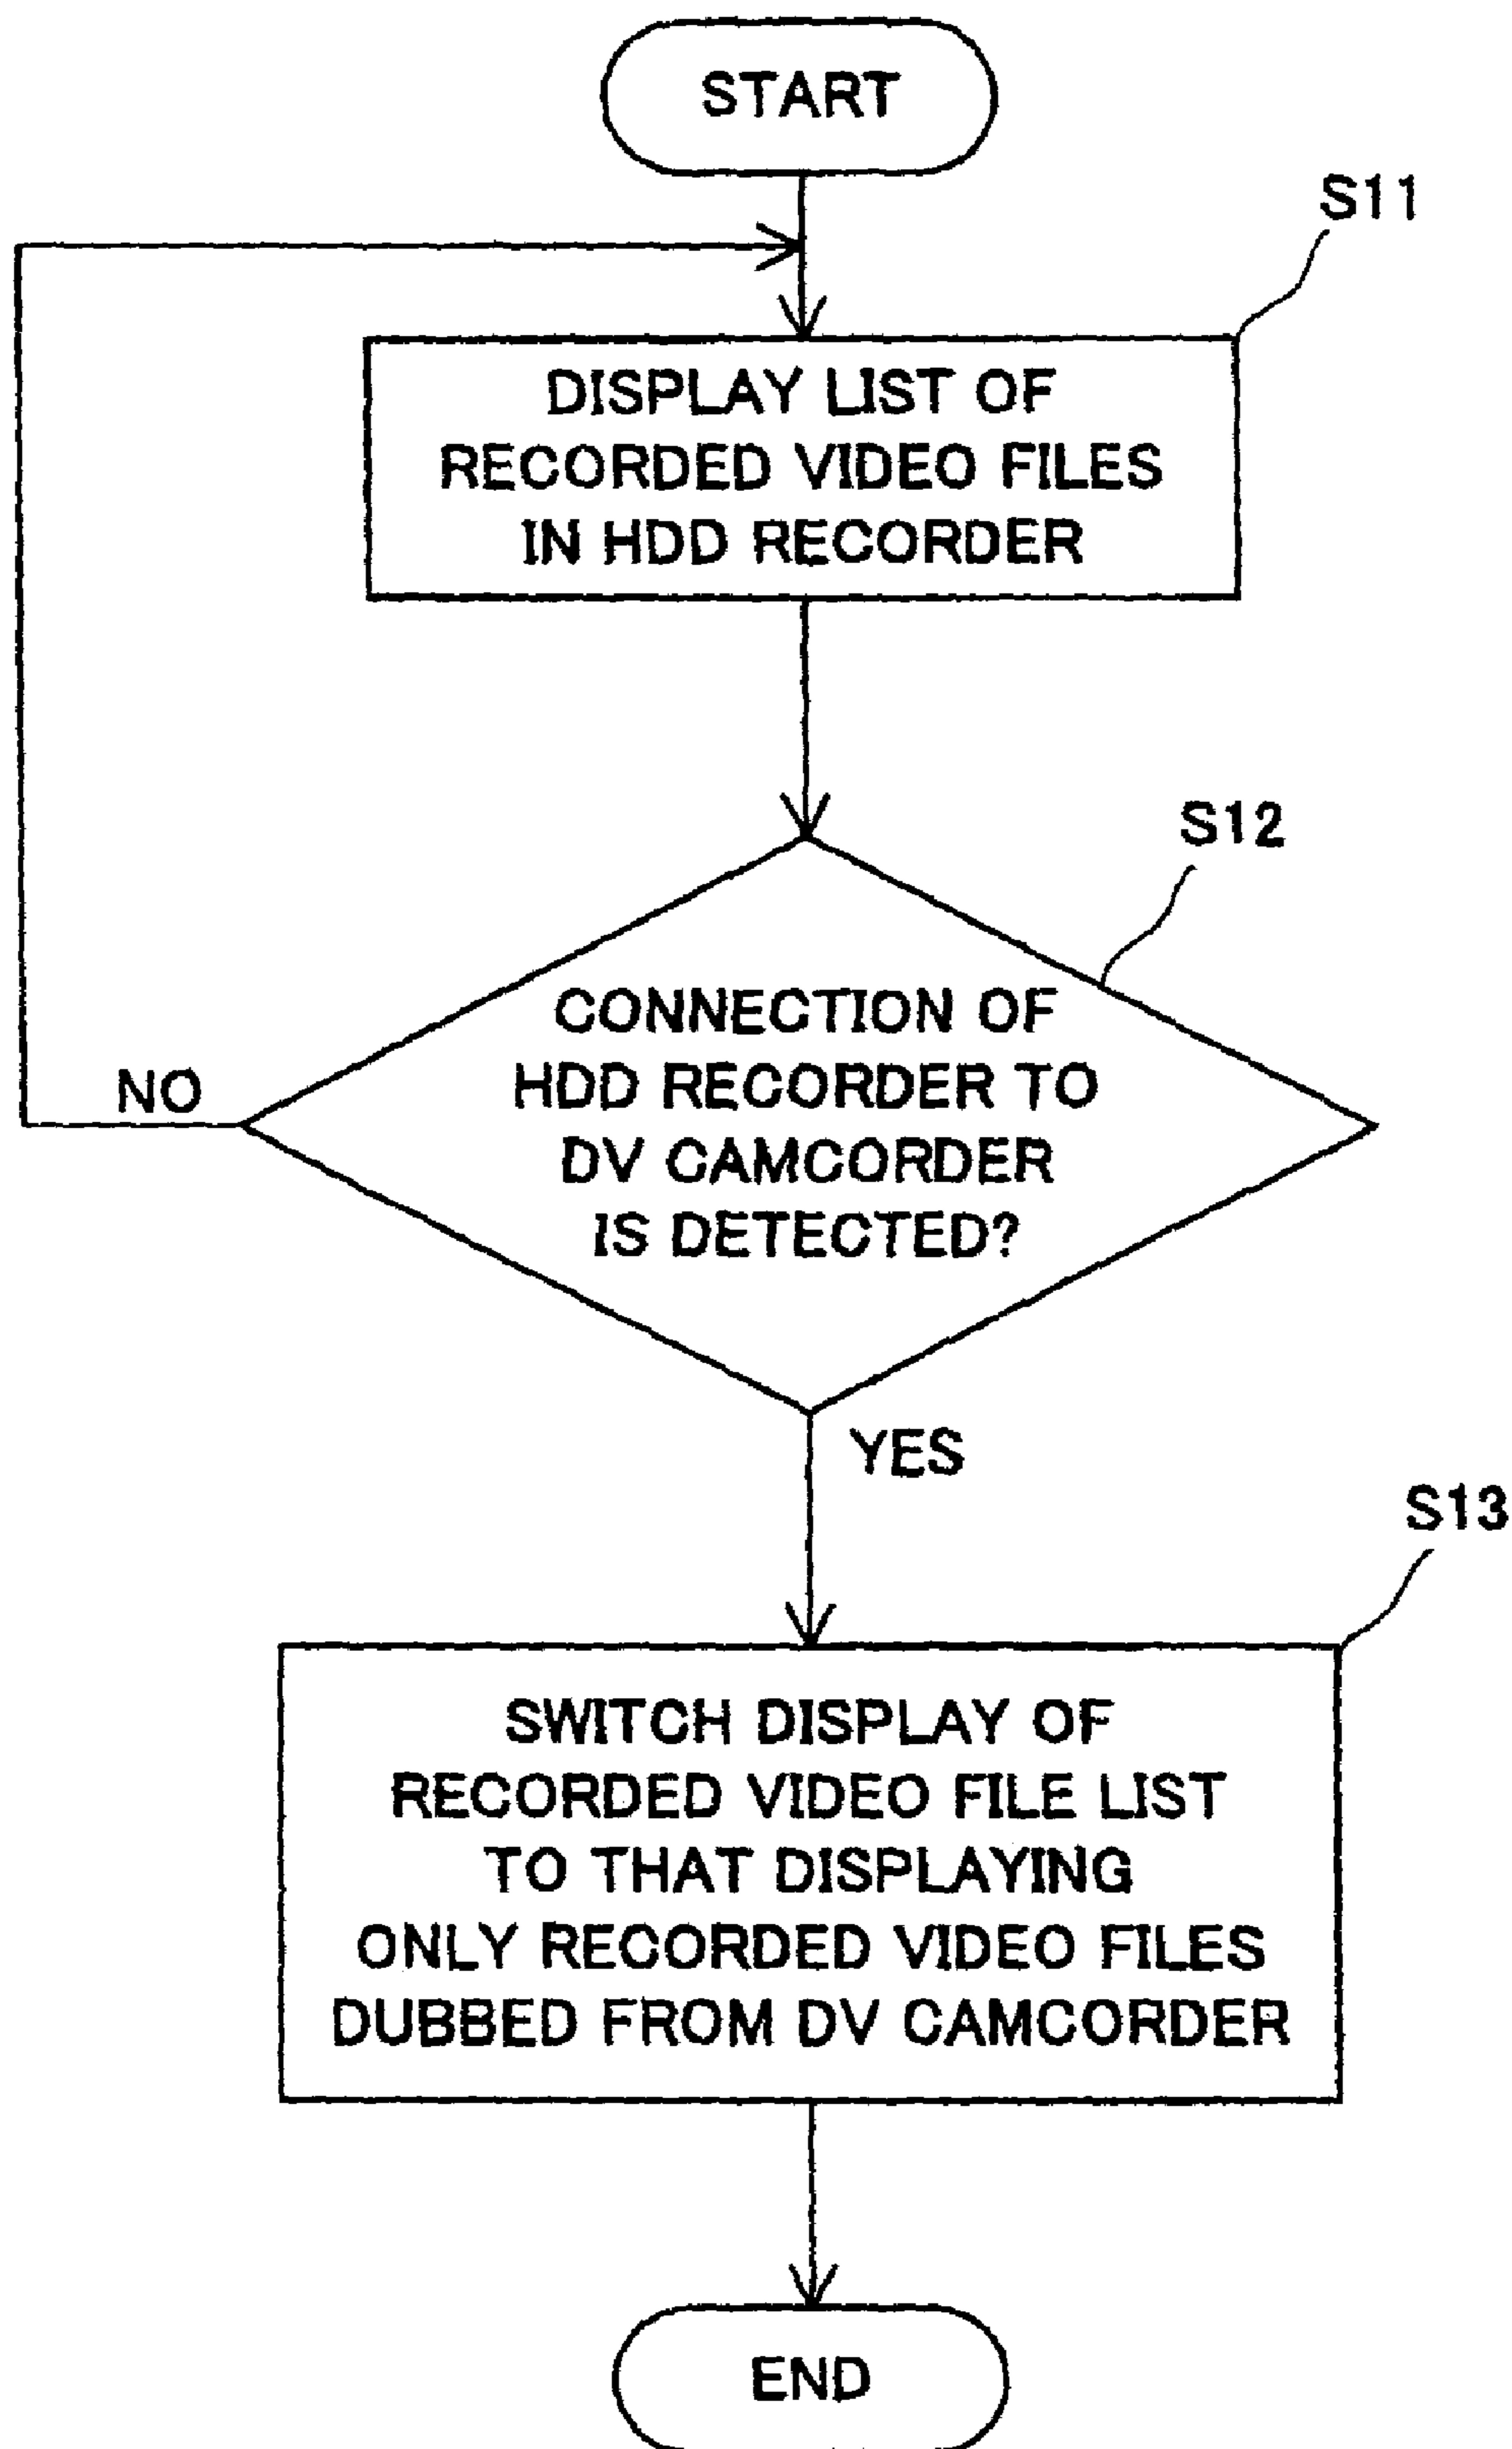 START
S11
DISPLAY LIST OF
RECORDED VIDEO FILES
IN HDD RECORDER
S12
CONNECTION OF
HDD RECORDER TO
DV CAMCORDER
IS DETECTED?
NO
YES
S13
SWITCH DISPLAY OF
RECORDED VIDEO FILE LIST
TO THAT DISPLAYING
ONLY RECORDED VIDEO FILES
DUBBED FROM DV CAMCORDER
END